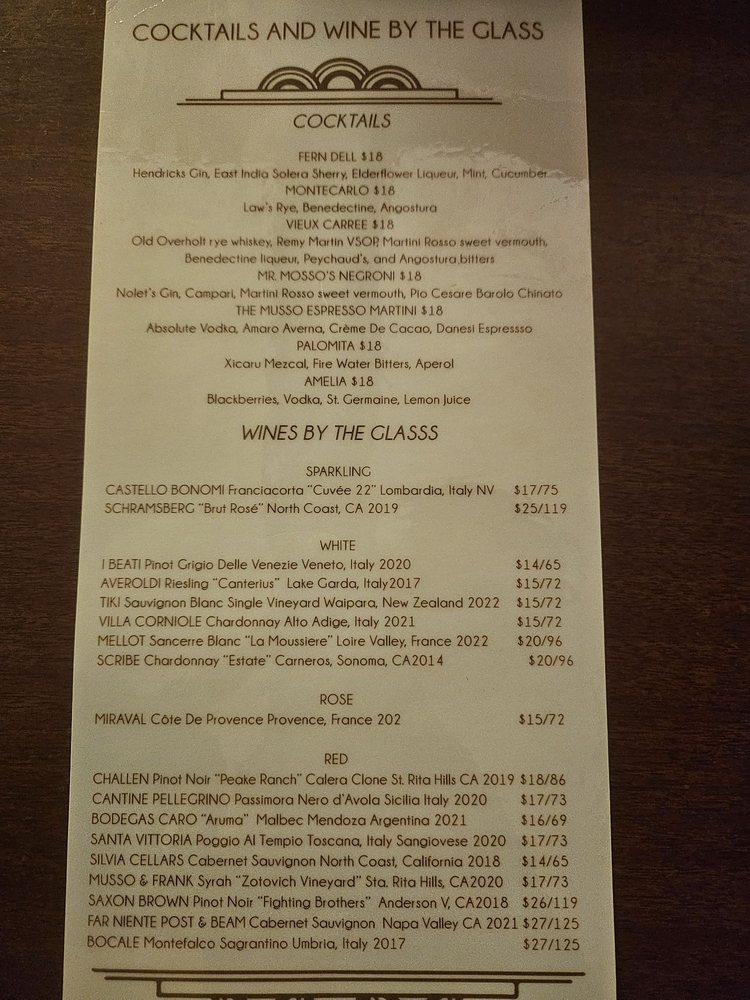 COCKTAILS AND WINE BY THE GLASS
COCKTAILS
FERN DELL $18
Hendricks Gin, East India Solera Sherry, Elderflower Liqueur, Mint, Cucumber
MONTECARLO $18
Law's Rye, Benedectine, Angostura
VIEUX CARREE $18
Old Overholt rye whiskey, Remy Martin VSOP, Martini Rosso sweet vermouth,
Benedectine liqueur, Peychaud's, and Angostura bitters
MR. MOSSO'S NEGRONI $18
Nolet's Gin, Campari, Martini Rosso sweet vermouth, Pio Cesare Barolo Chinato
THE MUSSO ESPRESSO MARTINI $18
Absolute Vodka, Amaro Averna, Crème De Cacao, Danesi Espressso
PALOMITA $18
Xicaru Mezcal, Fire Water Bitters, Aperol
AMELIA $18
Blackberries, Vodka, St. Germaine, Lemon Juice
WINES BY THE GLASSS
SPARKLING
CASTELLO BONOMI Franciacorta "Cuvée 22" Lombardia, Italy NV $17/75
SCHRAMSBERG "Brut Rosé" North Coast, CA 2019 $25/119
WHITE
I BEATI Pinot Grigio Delle Venezie Veneto, Italy 2020 $14/65
AVEROLDI Riesling "Canterius" Lake Garda, Italy2017 $15/72
TIKI Sauvignon Blanc Single Vineyard Waipara, New Zealand 2022 $15/72
VILLA CORNIOLE Chardonnay Alto Adige, Italy 2021 $15/72
MELLOT Sancerre Blanc "La Moussiere" Loire Valley, France 2022 $20/96
SCRIBE Chardonnay "Estate" Carneros, Sonoma, CA2014 $20/96
ROSE
MIRAVAL Côte De Provence Provence, France 202 $15/72
RED
CHALLEN Pinot Noir "Peake Ranch" Calera Clone St. Rita Hills CA 2019 $18/86
CANTINE PELLEGRINO Passimora Nero d'Avola Sicilia Italy 2020 $17/73
BODEGAS CARO "Aruma" Malbec Mendoza Argentina 2021 $16/69
SANTA VITTORIA Poggio Al Tempio Toscana, Italy Sangiovese 2020 $17/73
SILVIA CELLARS Cabernet Sauvignon North Coast, California 2018 $14/65
MUSSO & FRANK Syrah "Zotovich Vineyard" Sta. Rita Hills, CA2020 $17/73
SAXON BROWN Pinot Noir "Fighting Brothers" Anderson V, CA2018 $26/119
FAR NIENTE POST & BEAM Cabernet Sauvignon Napa Valley CA 2021 $27/125
BOCALE Montefalco Sagrantino Umbria, Italy 2017 $27/125